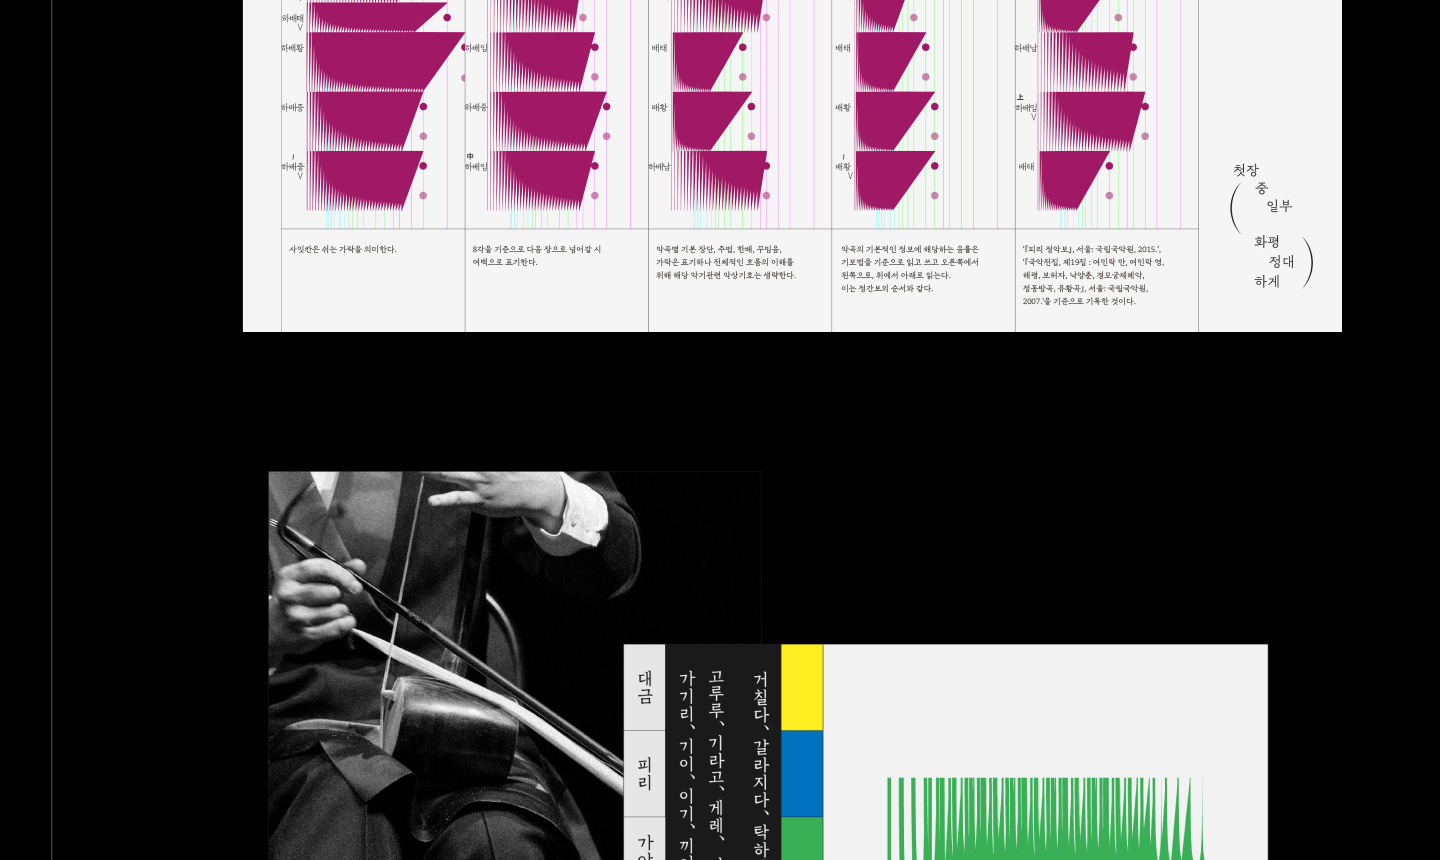 하배태
하배황
하배중
하배중
하배임
하배중
中
하배임
배태
배황
하배남
배태
배황
배황
하배남
上
하배임
배태
사잇칸은 쉬는 가락을 의미한다.
8각을 기준으로 다음 장으로 넘어갈 시
여백으로 표기한다.
악곡별 기본 장단, 주법, 한배, 꾸밈음,
가락은 표기하나 전체적인 흐름의 이해를
위해 해당 악기관련 악상기호는 생략한다.
악곡의 기본적인 정보에 해당하는 음률은
기보법을 기준으로 읽고 쓰고 오른쪽에서
왼쪽으로, 위에서 아래로 읽는다.
이는 정간보의 순서와 같다.
'『피리 정악보』, 서울: 국립국악원, 2015.',
'『국악전집, 제19집 : 여민락 만, 여민락 영,
해령, 보허자, 낙양춘, 경모궁제례악,
정동방곡, 유황곡』, 서울: 국립국악원,
2007.'을 기준으로 기록한 것이다.
첫장
중
일부
(화평
정대
하게)
대금
피리
가야
거칠다, 갈라지다, 탁하
고루루, 기라고, 게레,
가기리, 기이, 이기, 끼이